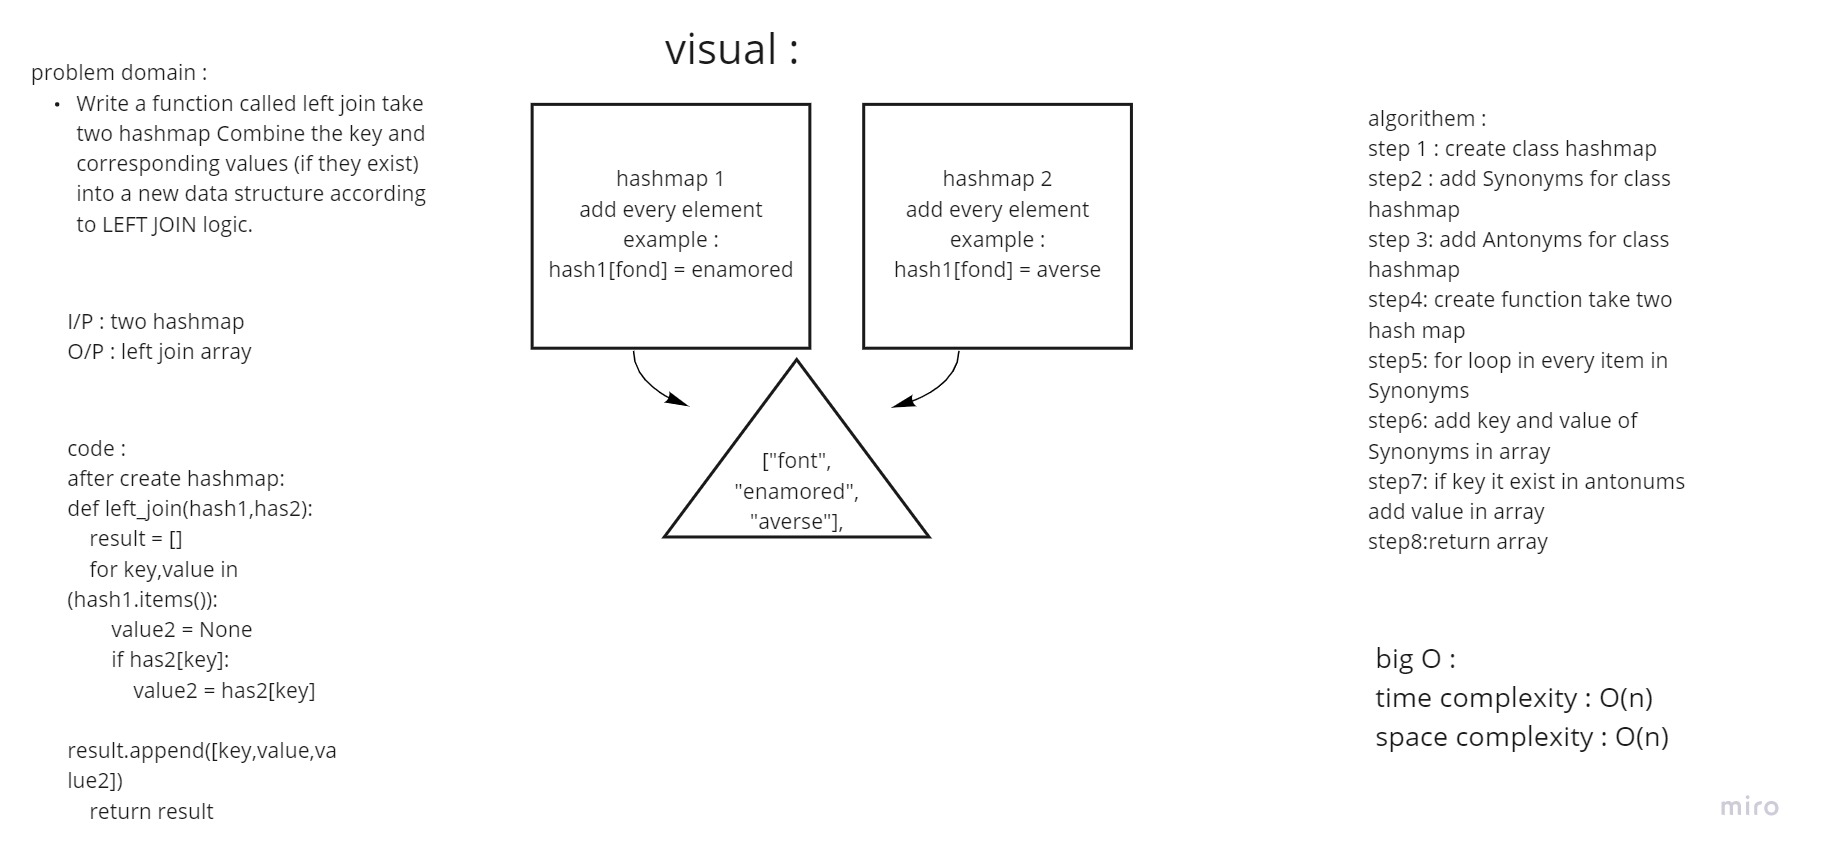 problem domain :
• Write a function called left join take
two hashmap Combine the key and
corresponding values (if they exist)
into a new data structure according
to LEFT JOIN logic.
I/P : two hashmap
O/P : left join array
code :
after create hashmap:
def left_join(hash1,has2):
result = []
for key,value in
(hash1.items()):
value2 = None
if has2[key]:
value2 = has2[key]
result.append([key,value,va
lue2])
return result
visual :
hashmap 1
add every element
example :
hash1[fond] = enamored
hashmap 2
add every element
example :
hash1[fond] = averse
["font",
"enamored",
"averse"],
algorithem :
step 1 : create class hashmap
step2 : add Synonyms for class
hashmap
step 3: add Antonyms for class
hashmap
step4: create function take two
hash map
step5: for loop in every item in
Synonyms
step6: add key and value of
Synonyms in array
step7: if key it exist in antonums
add value in array
step8:return array
big O :
time complexity : O(n)
space complexity : O(n)
miro